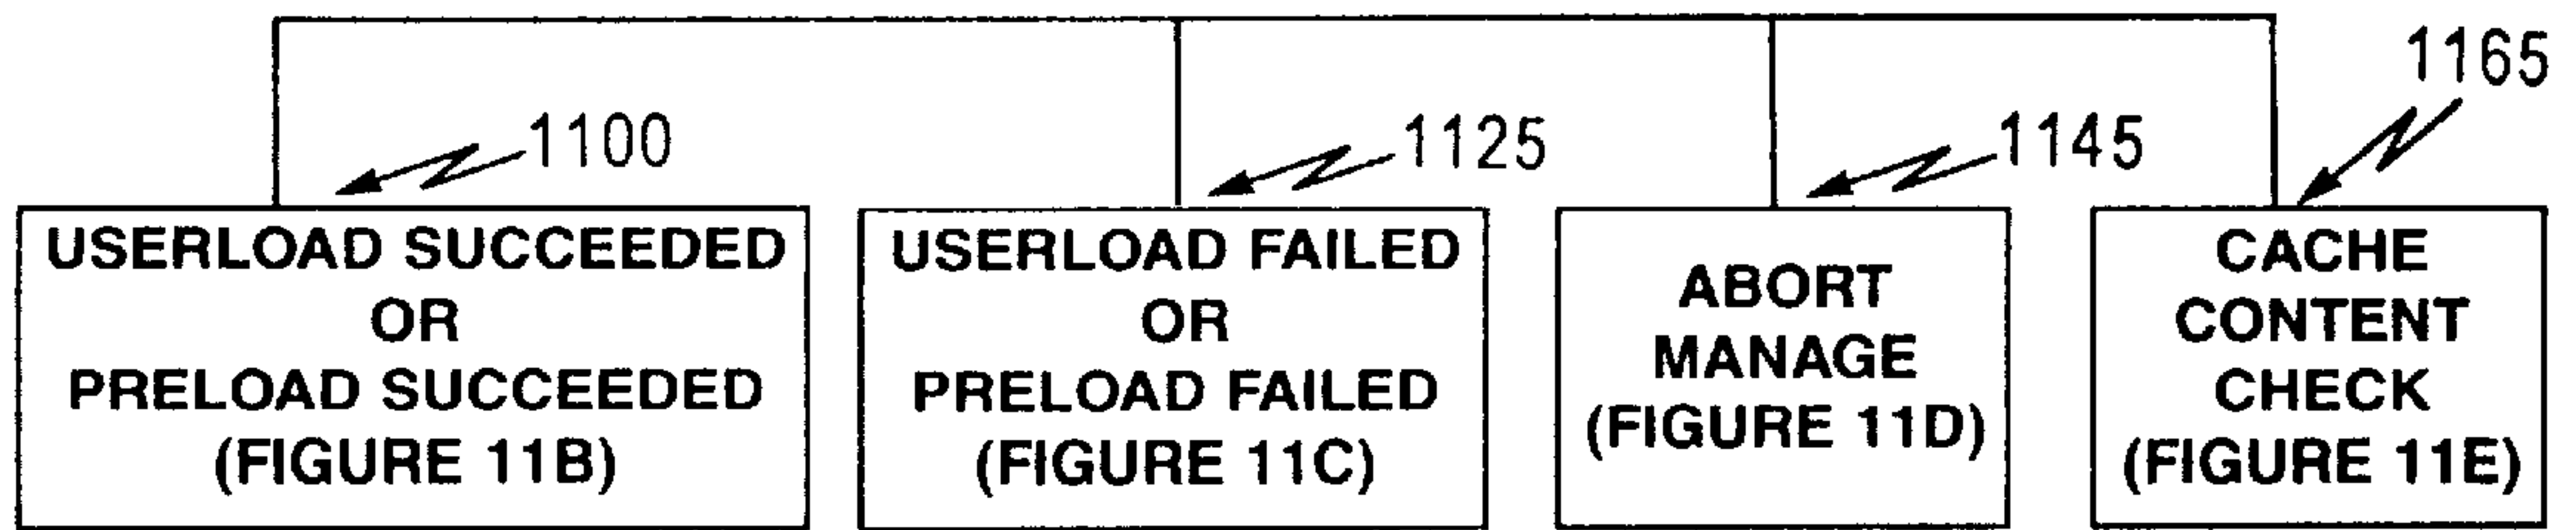 1100
USERLOAD SUCCEEDED
OR
PRELOAD SUCCEEDED
(FIGURE 11B)
1125
USERLOAD FAILED
OR
PRELOAD FAILED
(FIGURE 11C)
1145
ABORT
MANAGE
(FIGURE 11D)
1165
CACHE
CONTENT
CHECK
(FIGURE 11E)